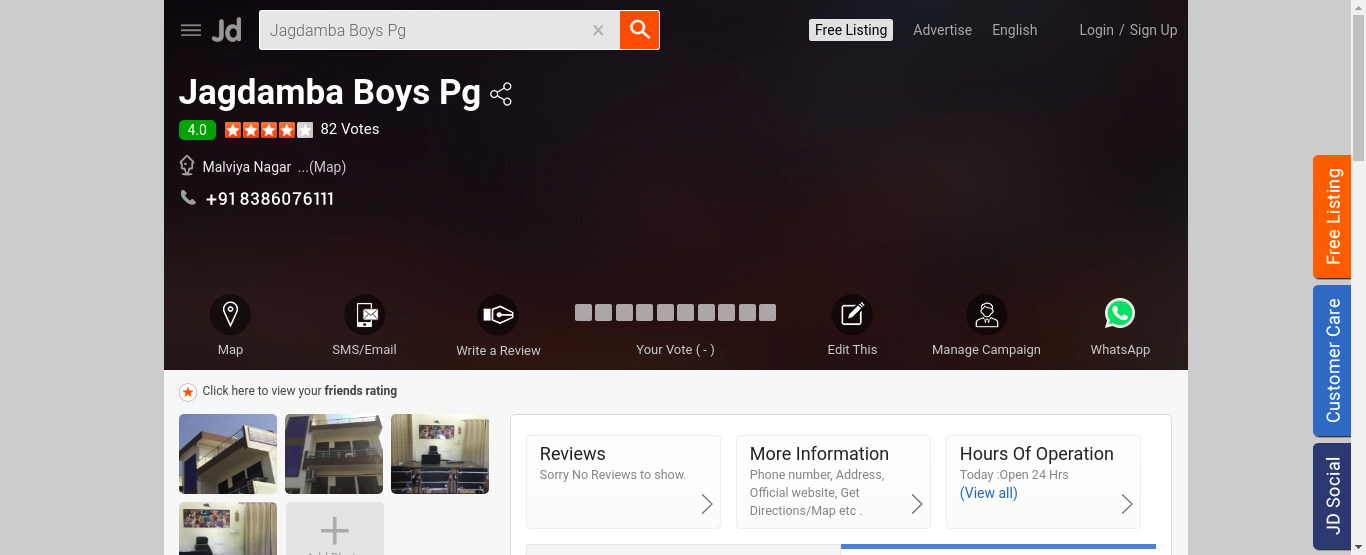 Jd
Jagdamba Boys Pg
Free Listing
Advertise
English
Login / Sign Up
Jagdamba Boys Pg
4.0
82 Votes
Malviya Nagar ...(Map)
+91 8386076111
Map
SMS/Email
Write a Review
Your Vote ( - )
Edit This
Manage Campaign
WhatsApp
Click here to view your friends rating
Reviews
Sorry No Reviews to show.
More Information
Phone number, Address,
Official website, Get
Directions/Map etc .
Hours Of Operation
Today :Open 24 Hrs
(View all)
Free Listing
Customer Care
JD Social